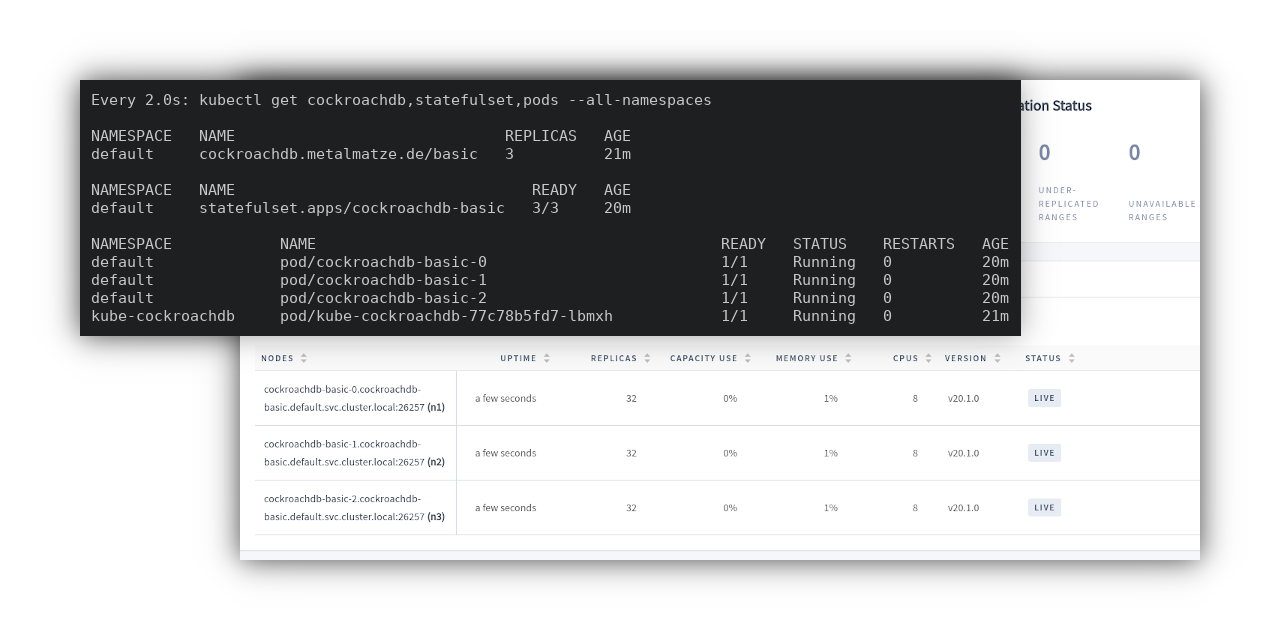 Every 2.0s: kubectl get cockroachdb,statefulset,pods --all-namespaces
NAMESPACE NAME REPLICAS AGE
default cockroachdb.metalmatze.de/basic 3 21m
NAMESPACE NAME READY AGE
default statefulset.apps/cockroachdb-basic 3/3 20m
NAMESPACE NAME READY STATUS RESTARTS AGE
default pod/cockroachdb-basic-0 1/1 Running 0 20m
default pod/cockroachdb-basic-1 1/1 Running 0 20m
default pod/cockroachdb-basic-2 1/1 Running 0 20m
kube-cockroachdb pod/kube-cockroachdb-77c78b5fd7-lbmxh 1/1 Running 0 21m
Status
0 0
UNDER-
REPLICATED UNAVAILABLE
RANGES RANGES
NODES UPTIME REPLICAS CAPACITY USE MEMORY USE CPUS VERSION STATUS
cockroachdb-basic-0.cockroachdb-
basic.default.svc.cluster.local:26257 (n1) a few seconds 32 0% 1% 8 v20.1.0 LIVE
cockroachdb-basic-1.cockroachdb-
basic.default.svc.cluster.local:26257 (n2) a few seconds 32 0% 1% 8 v20.1.0 LIVE
cockroachdb-basic-2.cockroachdb-
basic.default.svc.cluster.local:26257 (n3) a few seconds 32 0% 1% 8 v20.1.0 LIVE